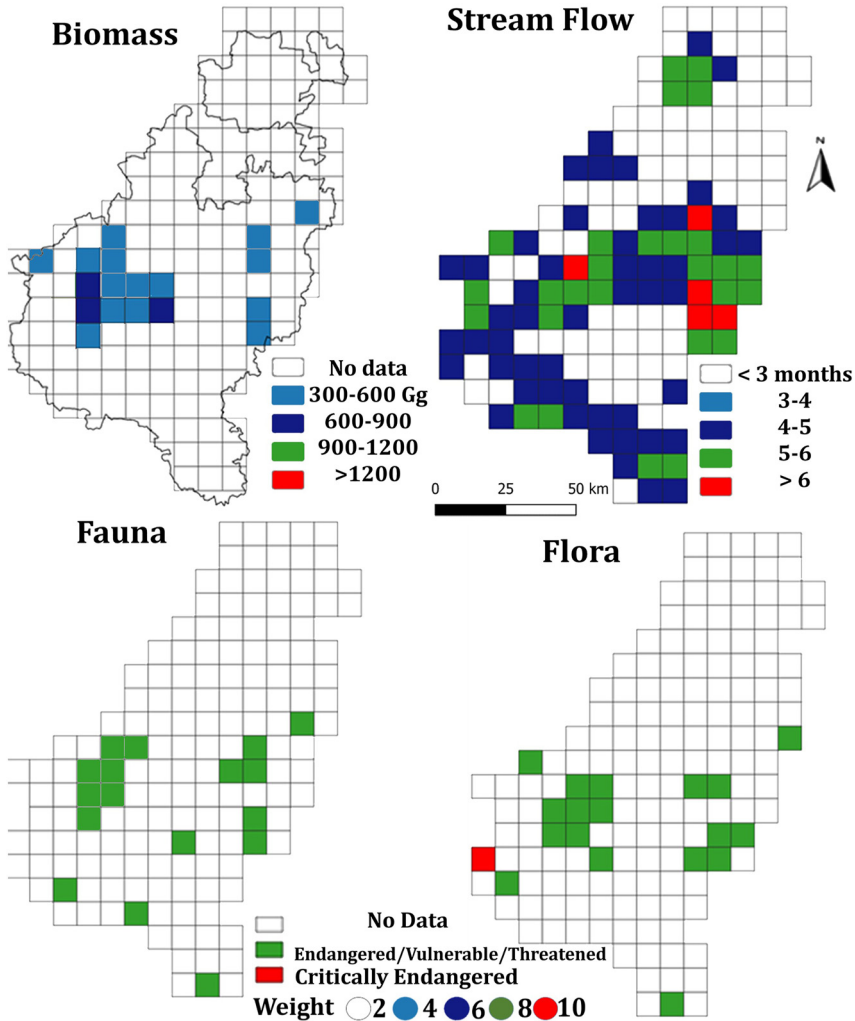 Biomass
Stream Flow
N
No data
300-600 Gg
600-900
900-1200
>1200
< 3 months
3-4
4-5
5-6
> 6
0 25 50 km
Fauna
Flora
No Data
Endangered/Vulnerable/Threatened
Critically Endangered
Weight 2 4 6 8 10